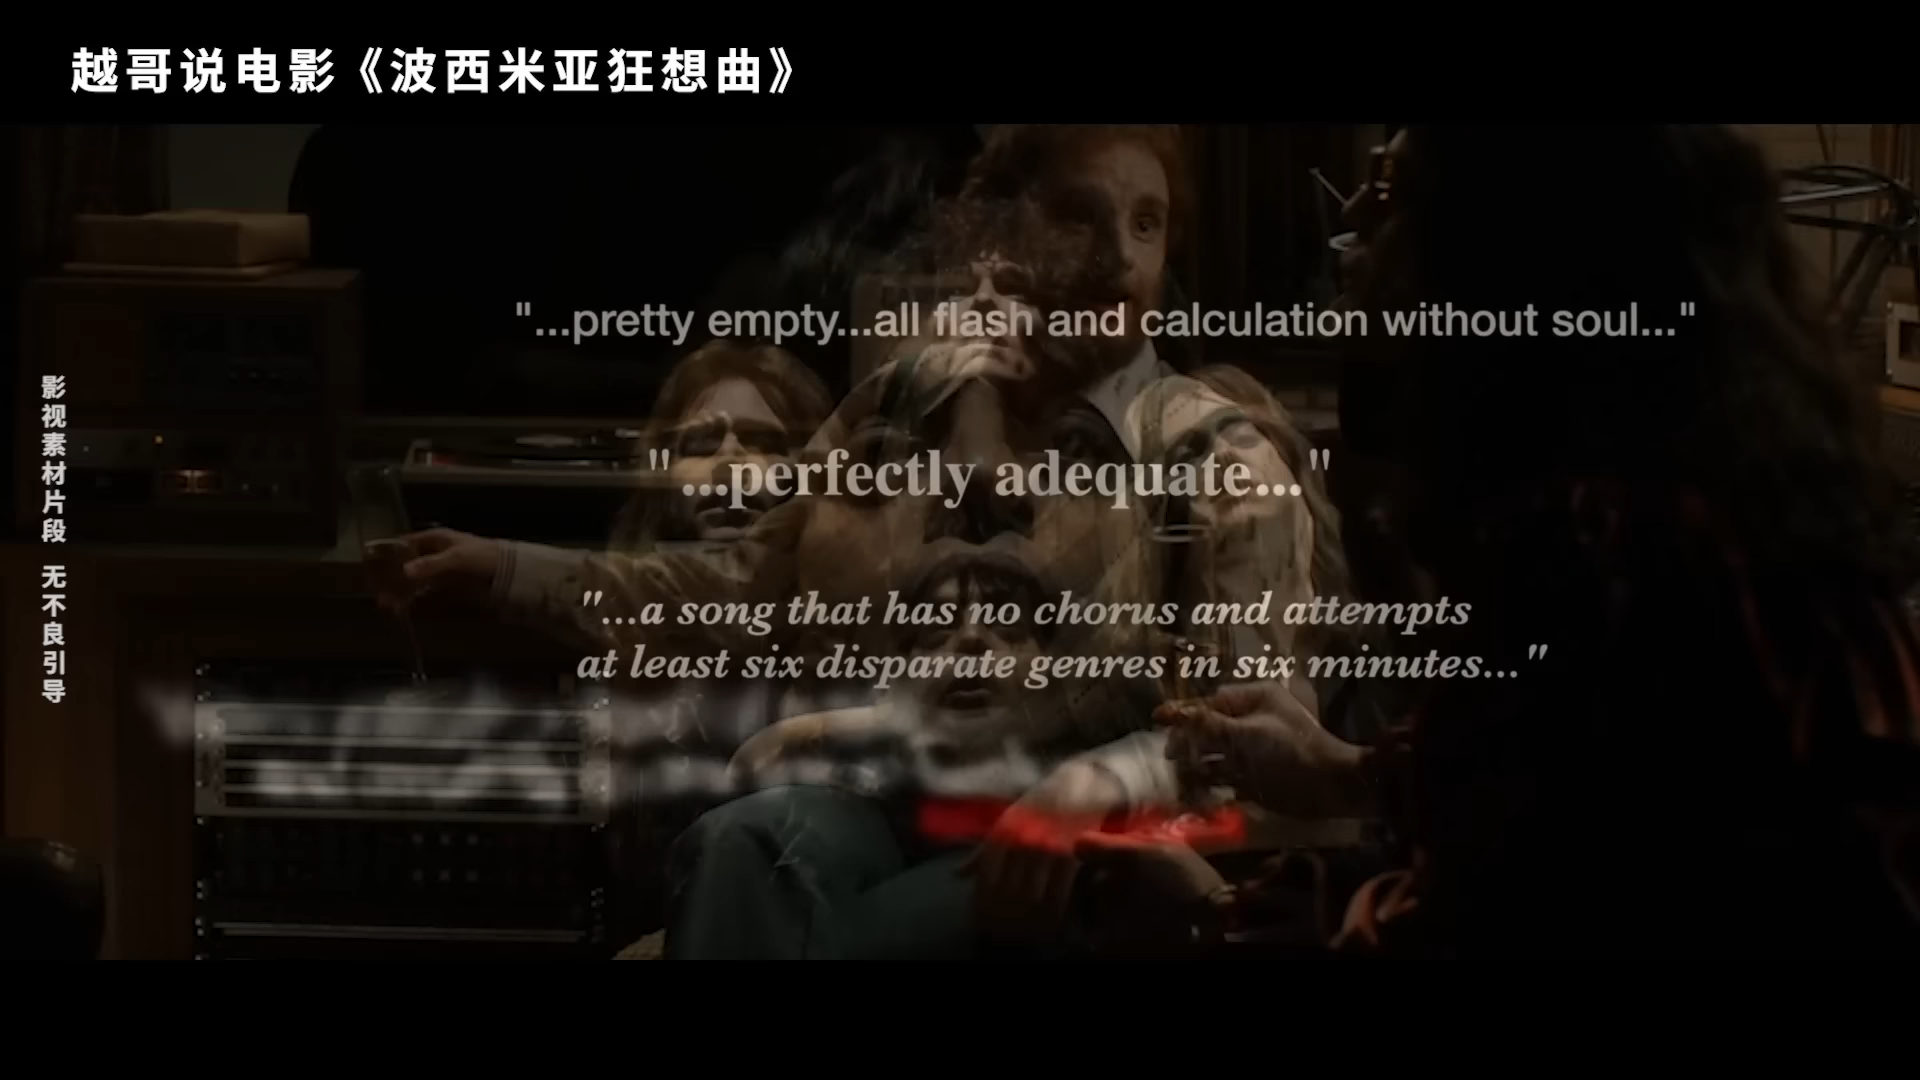 越哥说电影《波西米亚狂想曲》
"...pretty empty...all flash and calculation without soul..."
"...perfectly adequate..."
"...a song that has no chorus and attempts
at least six disparate genres in six minutes..."
影视素材片段 无不良引导